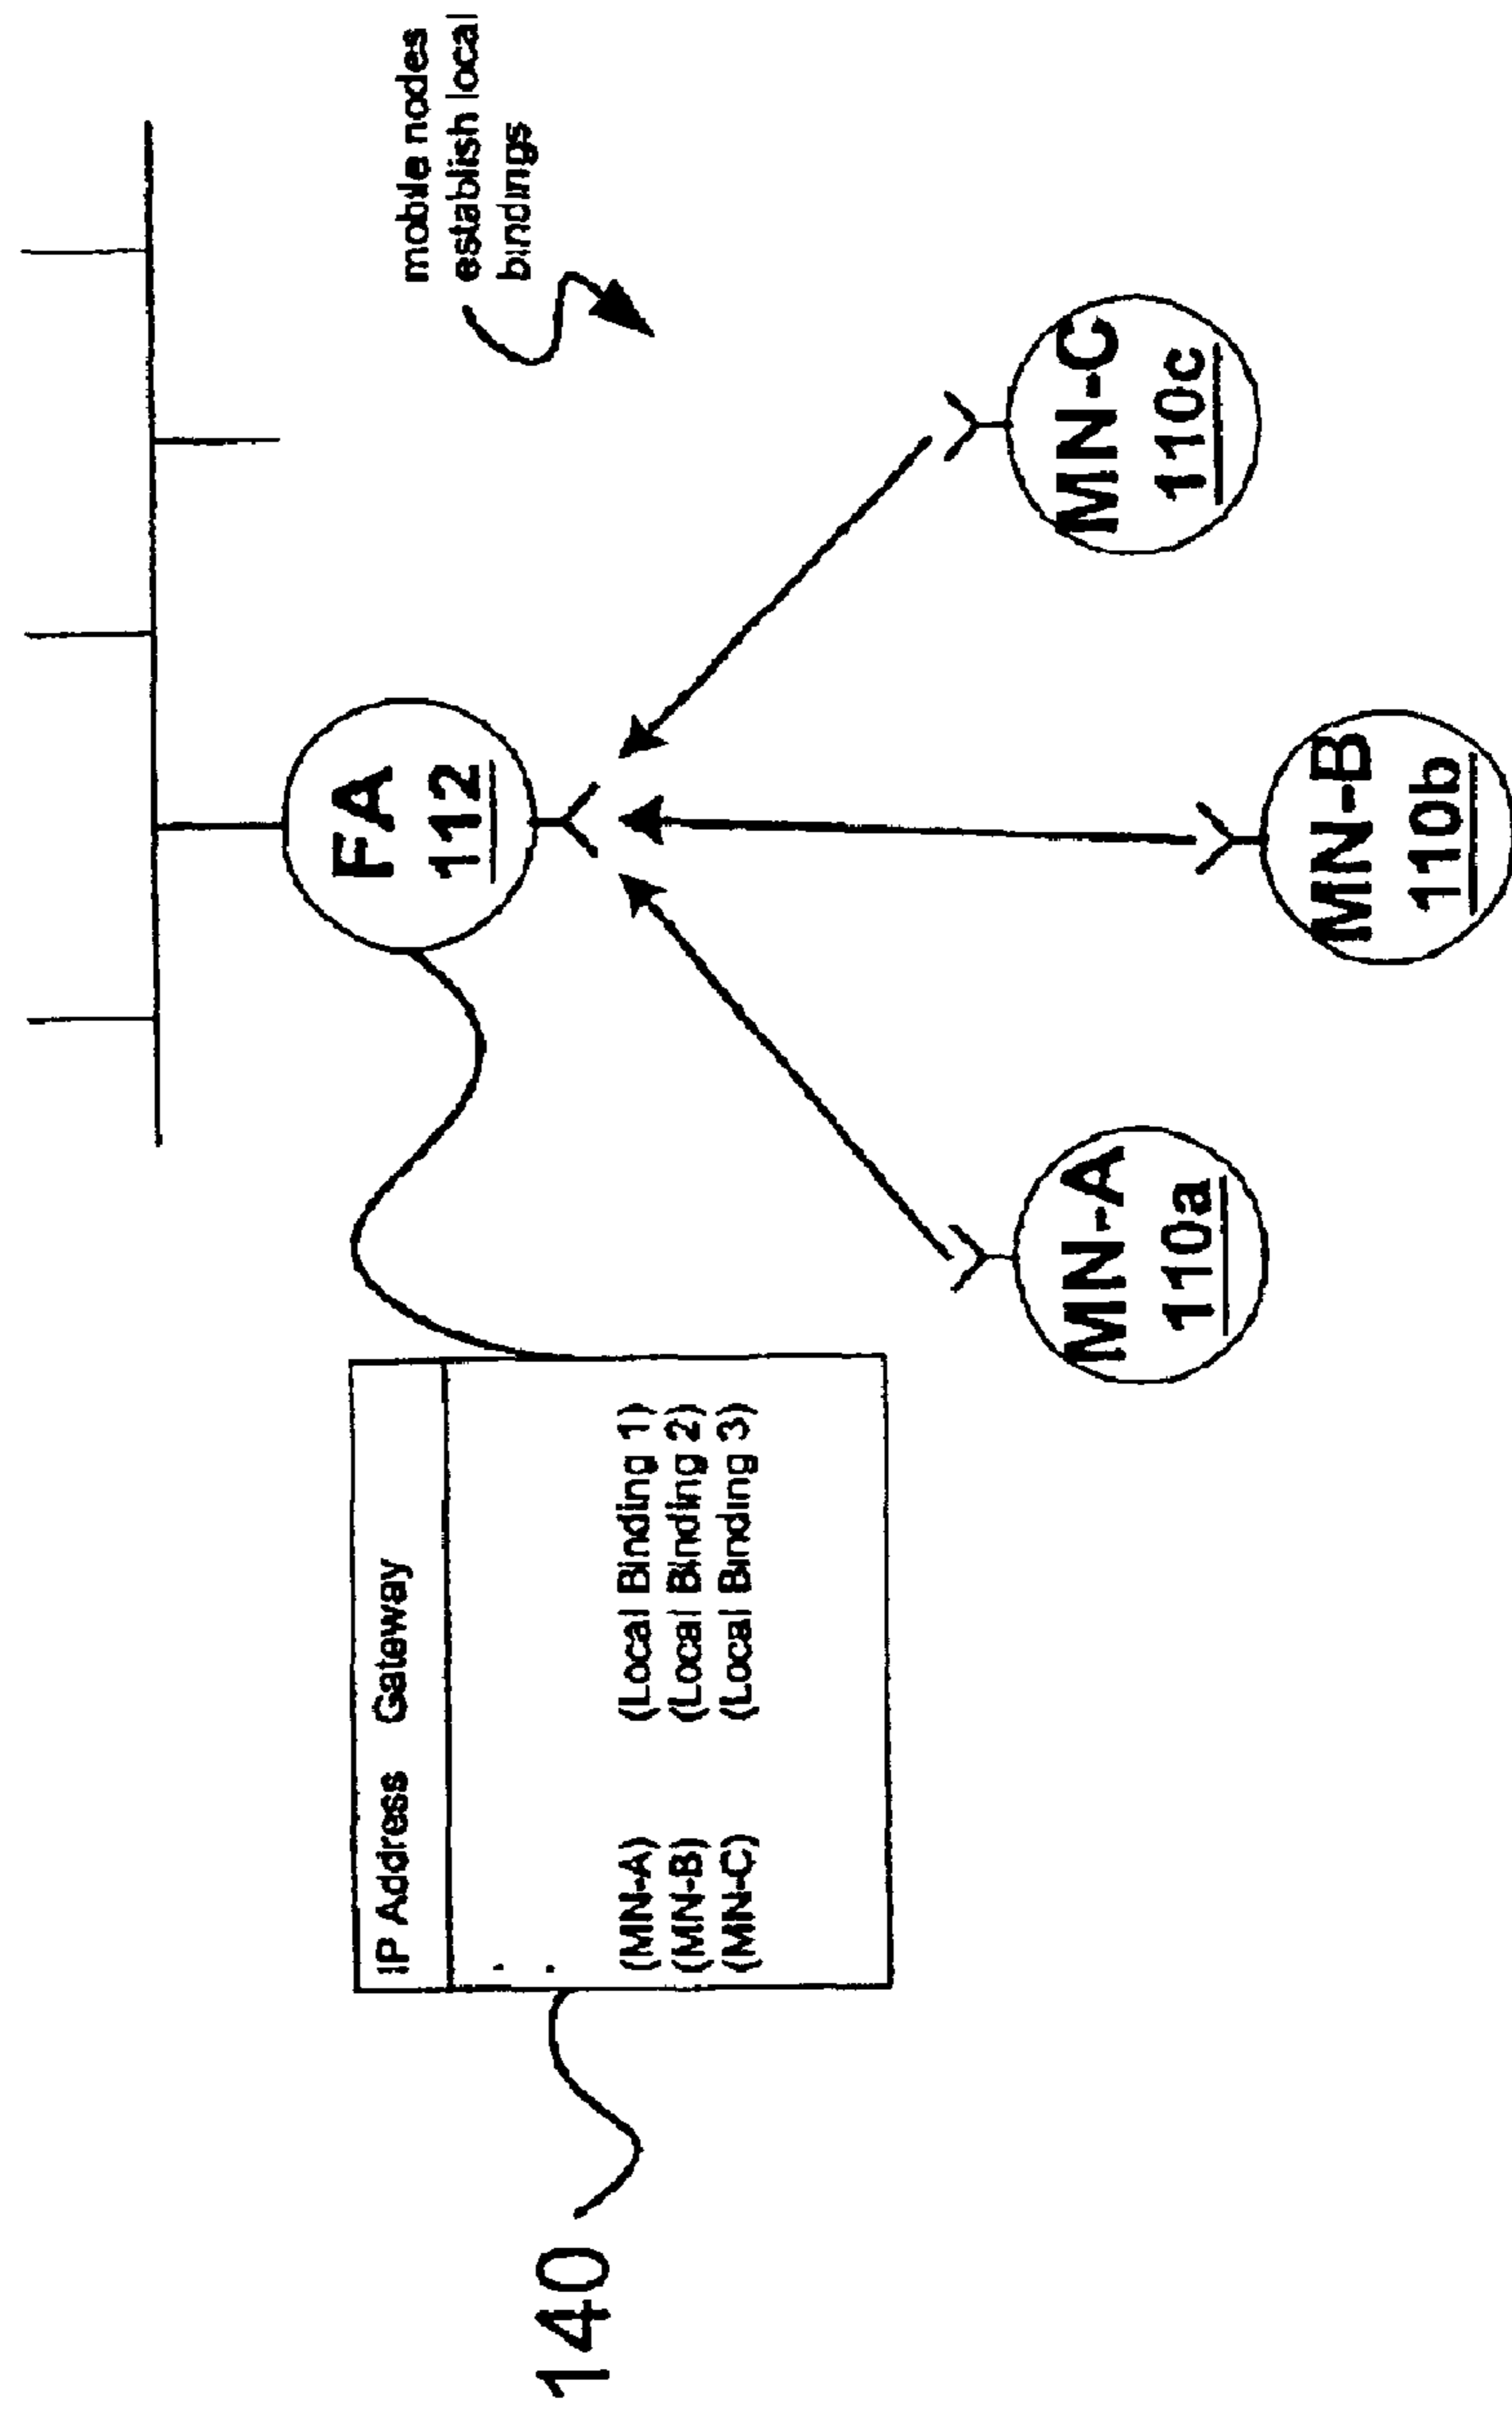 mobile nodes
establish local
bindings
FA
112
IP Address Gateway
.
.
(MN-A) (Local Binding 1)
(MN-B) (Local Binding 2)
(MN-C) (Local Binding 3)
140
MN-A
110a
MN-B
110b
MN-C
110c